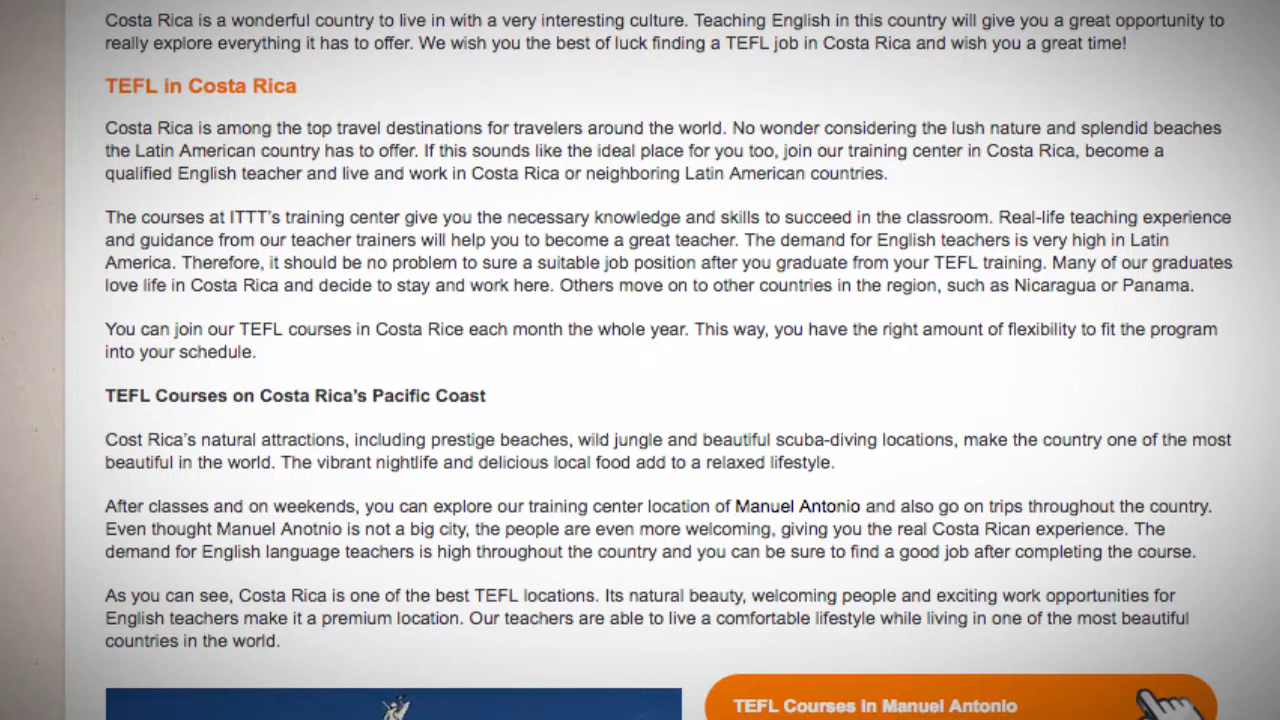 Costa Rica is a wonderful country to live in with a very interesting culture. Teaching English in this country will give you a great opportunity to
really explore everything it has to offer. We wish you the best of luck finding a TEFL job in Costa Rica and wish you a great time!
TEFL in Costa Rica
Costa Rica is among the top travel destinations for travelers around the world. No wonder considering the lush nature and splendid beaches
the Latin American country has to offer. If this sounds like the ideal place for you too, join our training center in Costa Rica, become a
qualified English teacher and live and work in Costa Rica or neighboring Latin American countries.
The courses at ITTT's training center give you the necessary knowledge and skills to succeed in the classroom. Real-life teaching experience
and guidance from our teacher trainers will help you to become a great teacher. The demand for English teachers is very high in Latin
America. Therefore, it should be no problem to sure a suitable job position after you graduate from your TEFL training. Many of our graduates
love life in Costa Rica and decide to stay and work here. Others move on to other countries in the region, such as Nicaragua or Panama.
You can join our TEFL courses in Costa Rice each month the whole year. This way, you have the right amount of flexibility to fit the program
into your schedule.
TEFL Courses on Costa Rica's Pacific Coast
Cost Rica's natural attractions, including prestige beaches, wild jungle and beautiful scuba-diving locations, make the country one of the most
beautiful in the world. The vibrant nightlife and delicious local food add to a relaxed lifestyle.
After classes and on weekends, you can explore our training center location of Manuel Antonio and also go on trips throughout the country.
Even thought Manuel Anotnio is not a big city, the people are even more welcoming, giving you the real Costa Rican experience. The
demand for English language teachers is high throughout the country and you can be sure to find a good job after completing the course.
As you can see, Costa Rica is one of the best TEFL locations. Its natural beauty, welcoming people and exciting work opportunities for
English teachers make it a premium location. Our teachers are able to live a comfortable lifestyle while living in one of the most beautiful
countries in the world.
TEFL Courses in Manuel Antonio